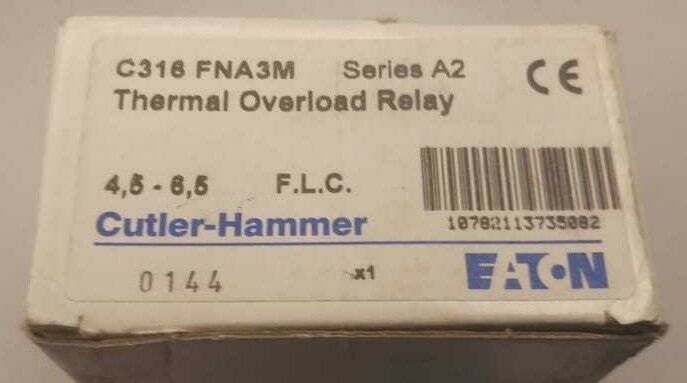 C316 FNA3M Series A2 CE
Thermal Overload Relay
4,5 - 6,5 F.L.C.
Cutler-Hammer
10782113735082
0144 x1 EATON